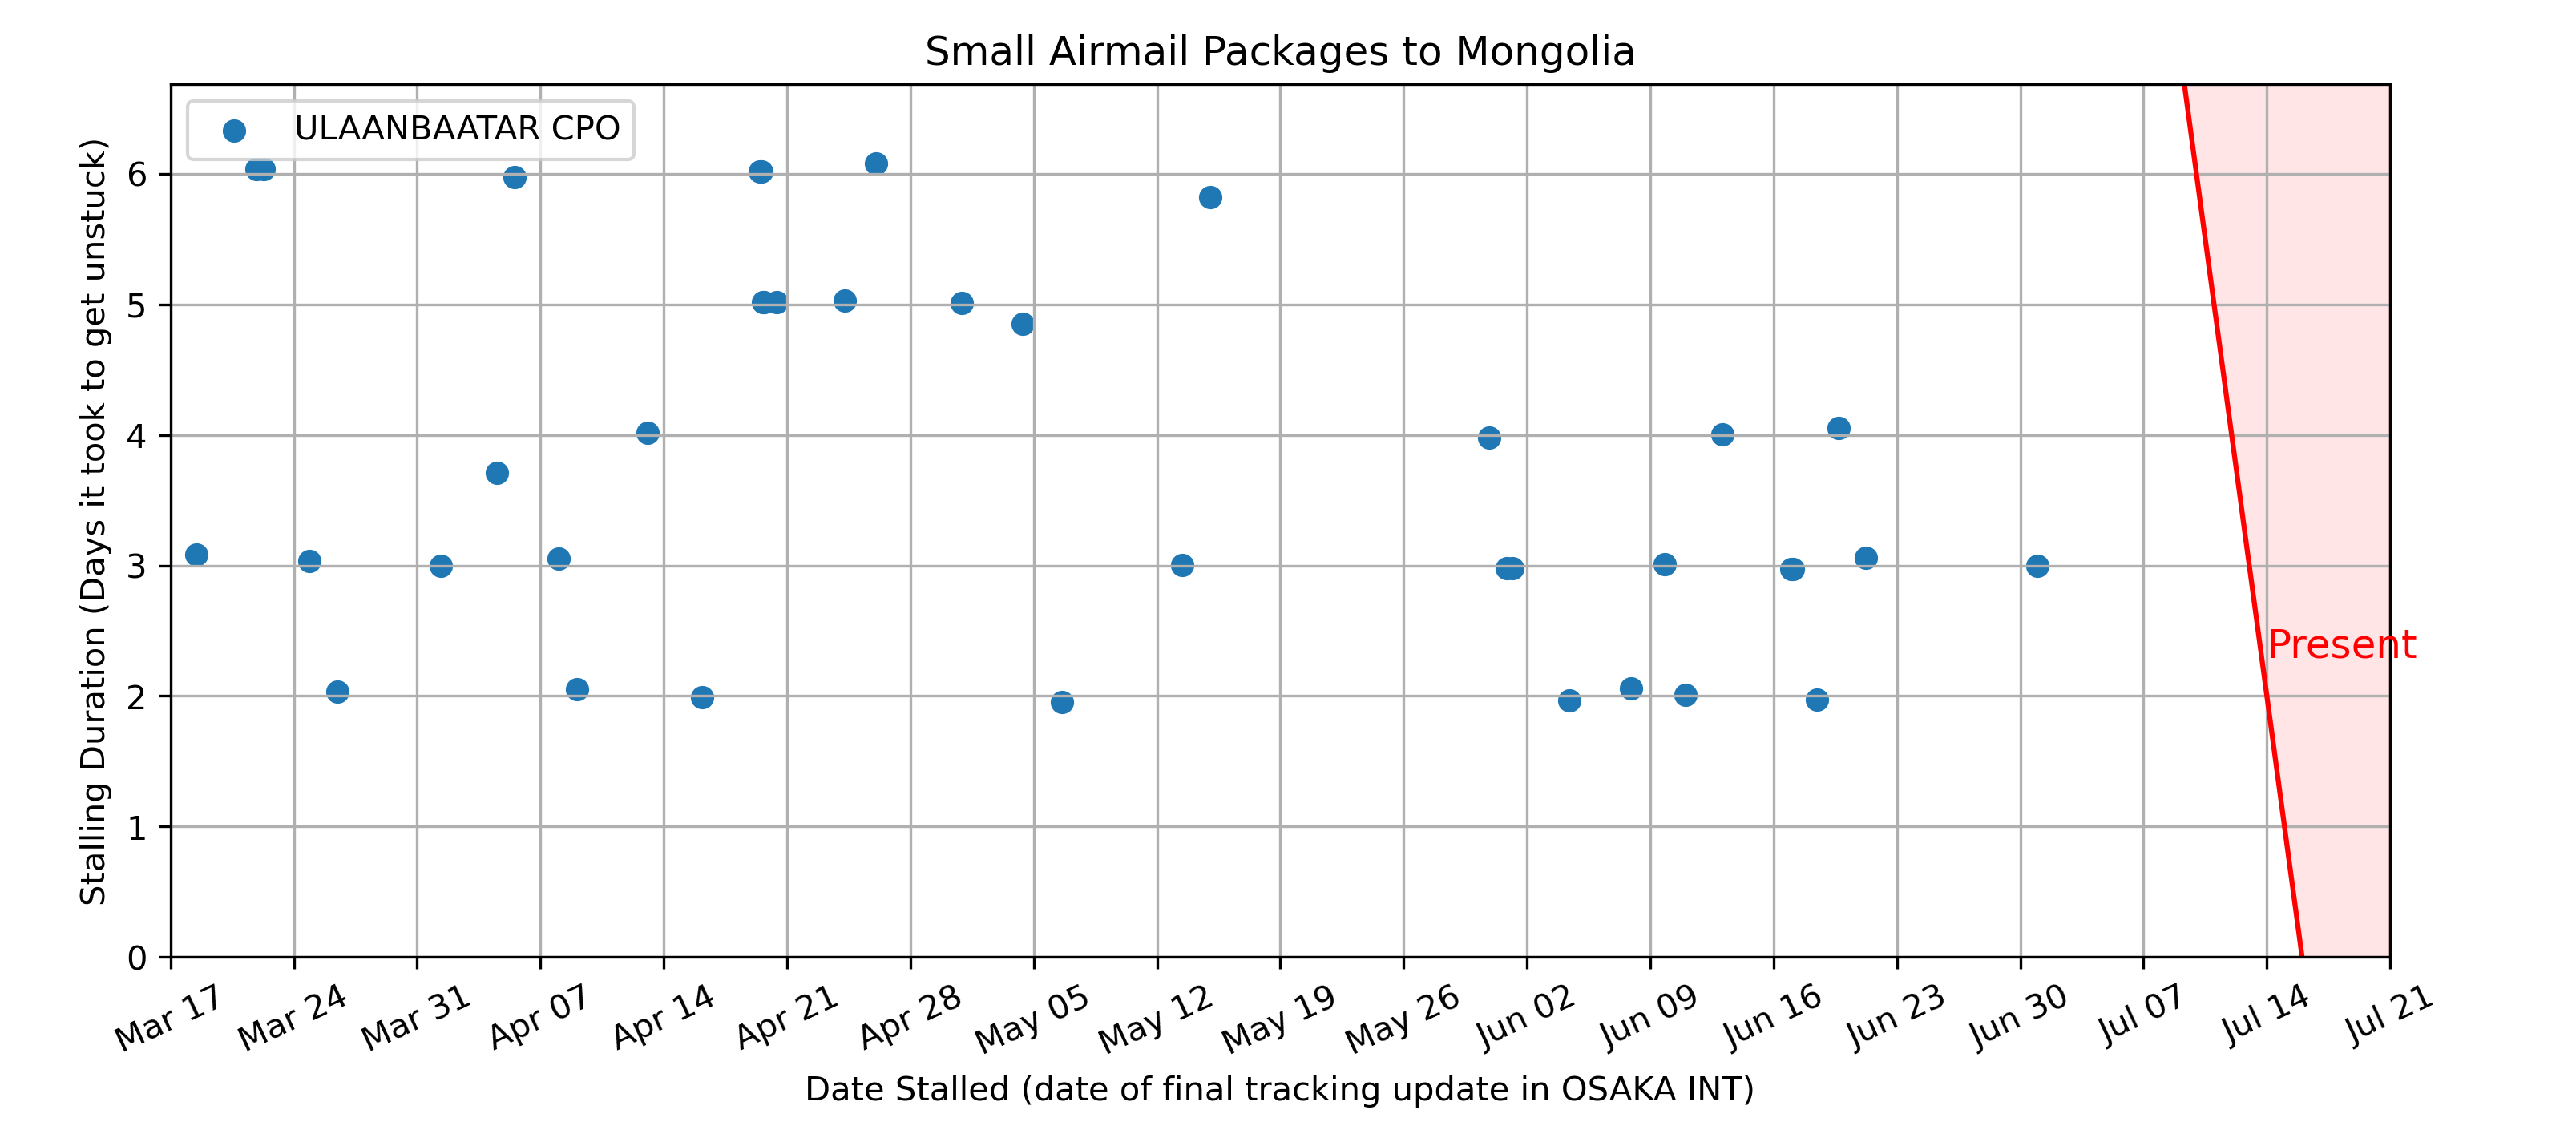 Small Airmail Packages to Mongolia
ULAANBAATAR CPO
Stalling Duration (Days it took to get unstuck)
6
5
4
3
2
1
0
Present
Mar 17
Mar 24
Mar 31
Apr 07
Apr 14
Apr 21
Apr 28
May 05
May 12
May 19
May 26
Jun 02
Jun 09
Jun 16
Jun 23
Jun 30
Jul 07
Jul 14
Jul 21
Date Stalled (date of final tracking update in OSAKA INT)